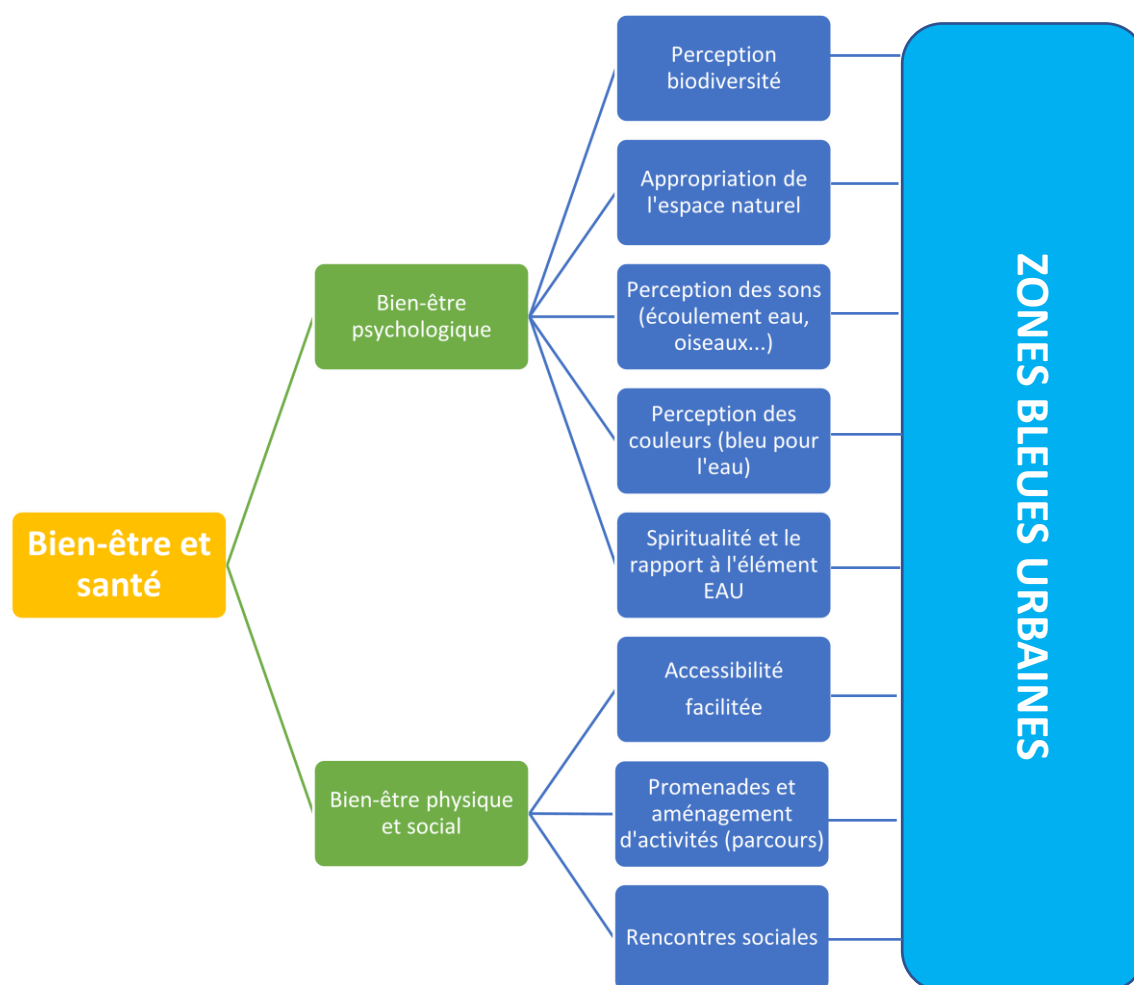 Bien-être et
santé
Bien-être
psychologique
Bien-être physique
et social
Perception
biodiversité
Appropriation de
l'espace naturel
Perception des sons
(écoulement eau,
oiseaux...)
Perception des
couleurs (bleu pour
l'eau)
Spiritualité et le
rapport à l'élément
EAU
Accessibilité
facilitée
Promenades et
aménagement
d'activités (parcours)
Rencontres sociales
ZONES BLEUES URBAINES